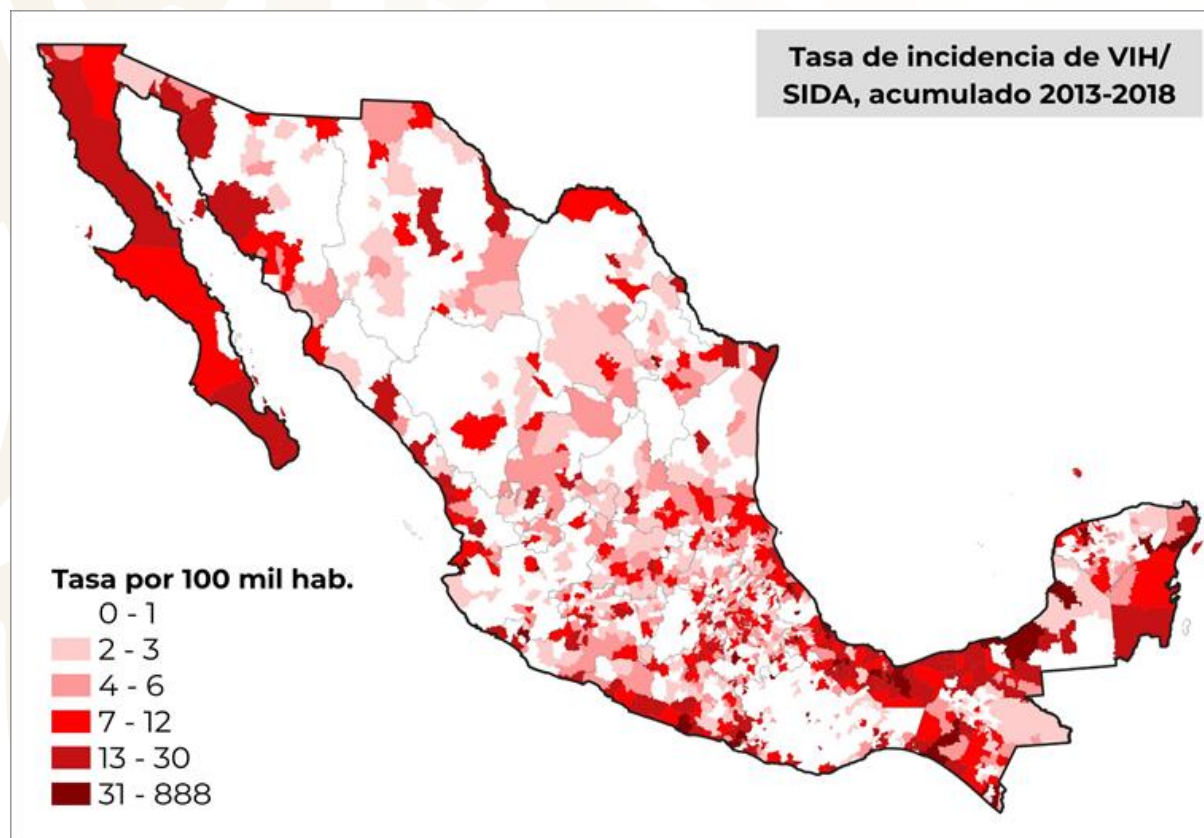 Tasa de incidencia de VIH/
SIDA, acumulado 2013-2018
Tasa por 100 mil hab.
0 - 1
2 - 3
4 - 6
7 - 12
13 - 30
31 - 888